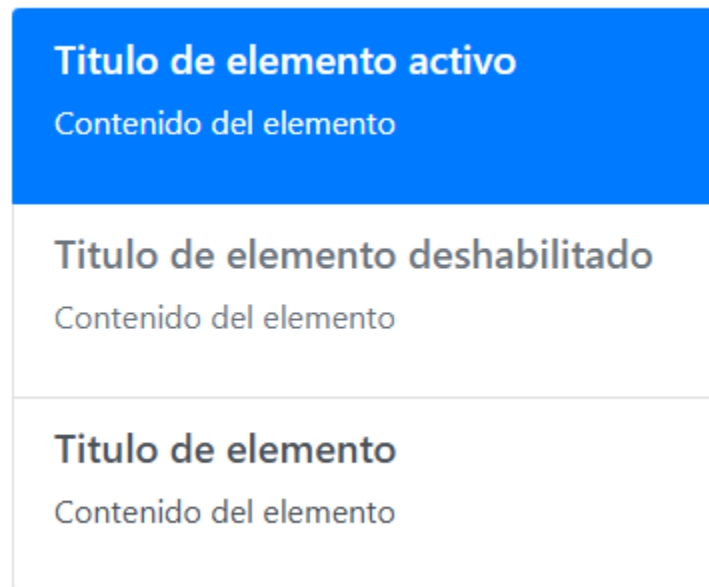 Titulo de elemento activo
Contenido del elemento
Titulo de elemento deshabilitado
Contenido del elemento
Titulo de elemento
Contenido del elemento